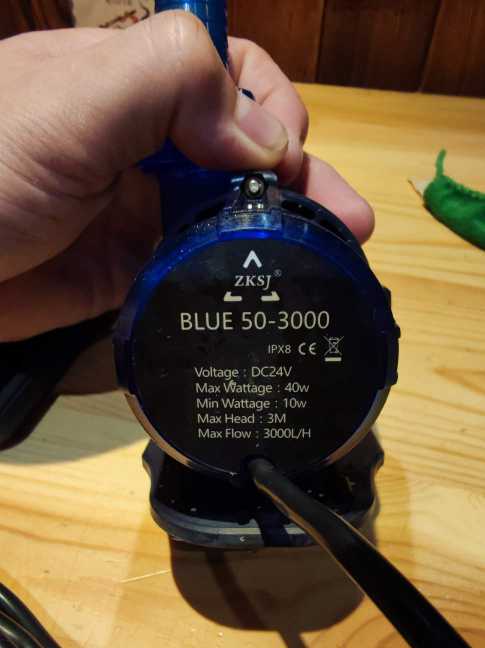 ZKSJ®
BLUE 50-3000
IPX8 CE
Voltage : DC24V
Max Wattage : 40w
Min Wattage : 10w
Max Head : 3M
Max Flow : 3000L/H